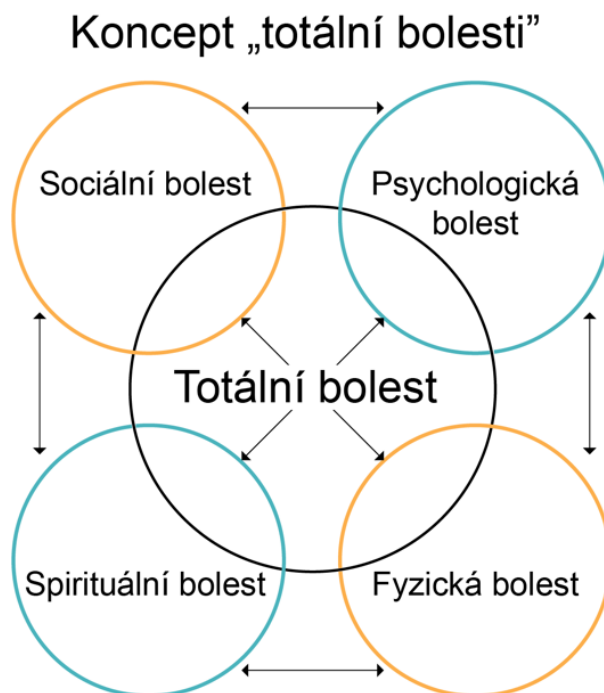 Koncept „totální bolesti”
Sociální bolest
Psychologická
bolest
Totální bolest
Spirituální bolest
Fyzická bolest